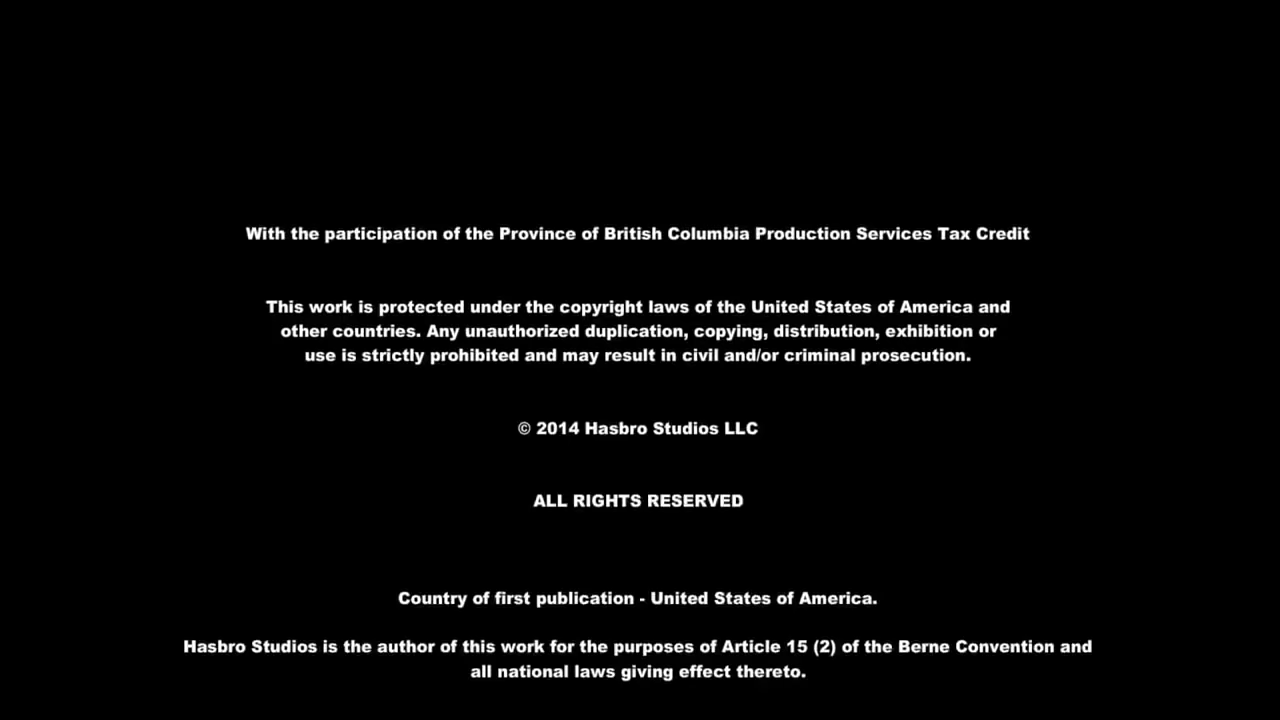 With the participation of the Province of British Columbia Production Services Tax Credit
This work is protected under the copyright laws of the United States of America and
other countries. Any unauthorized duplication, copying, distribution, exhibition or
use is strictly prohibited and may result in civil and/or criminal prosecution.
© 2014 Hasbro Studios LLC
ALL RIGHTS RESERVED
Country of first publication - United States of America.
Hasbro Studios is the author of this work for the purposes of Article 15 (2) of the Berne Convention and
all national laws giving effect thereto.